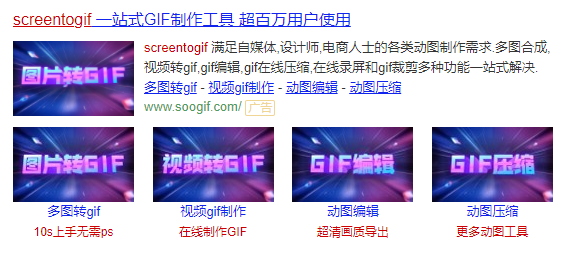 screentogif 一站式GIF制作工具 超百万用户使用
图片转GIF
screentogif 满足自媒体,设计师,电商人士的各类动图制作需求.多图合成,
视频转gif,gif编辑,gif在线压缩,在线录屏和gif裁剪多种功能一站式解决.
多图转gif - 视频gif制作 - 动图编辑 - 动图压缩
www.soogif.com/ 广告
图片转GIF 视频转GIF GIF编辑 GIF压缩
多图转gif 视频gif制作 动图编辑 动图压缩
10s上手无需ps 在线制作GIF 超清画质导出 更多动图工具